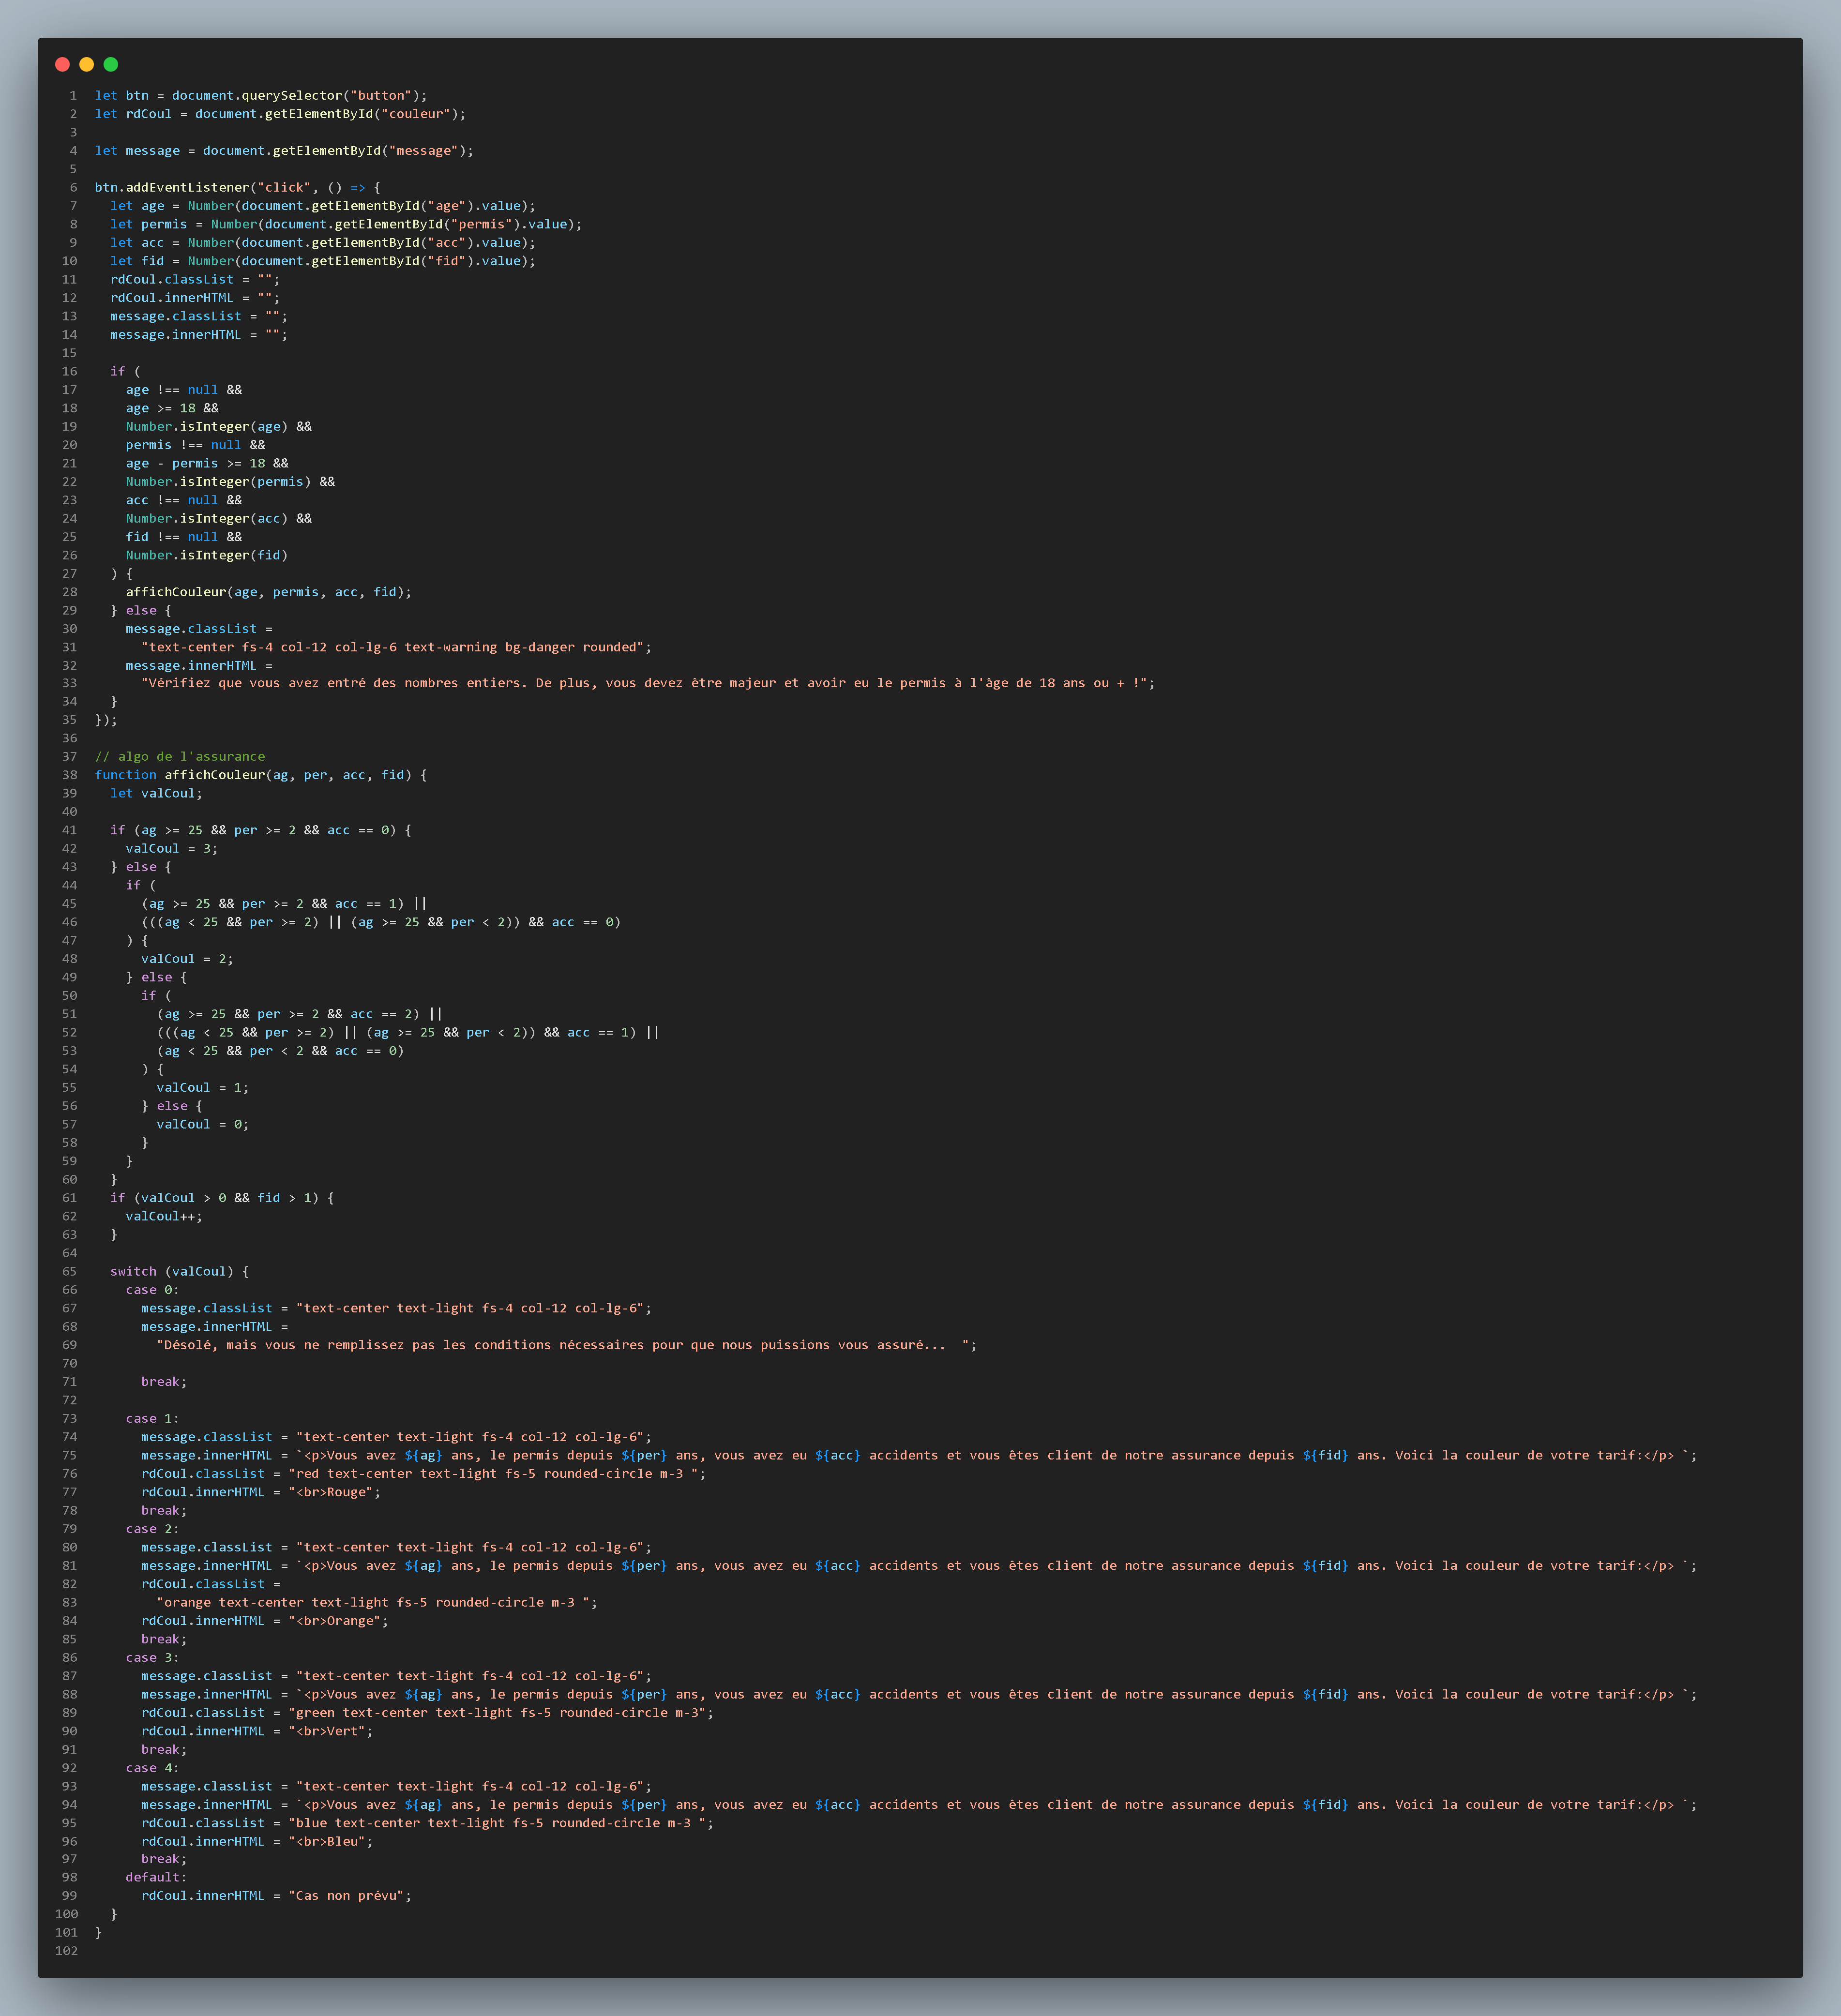 1 let btn = document.querySelector("button");
2 let rdCoul = document.getElementById("couleur");
3
4 let message = document.getElementById("message");
5
6 btn.addEventListener("click", () => {
7   let age = Number(document.getElementById("age").value);
8   let permis = Number(document.getElementById("permis").value);
9   let acc = Number(document.getElementById("acc").value);
10   let fid = Number(document.getElementById("fid").value);
11   rdCoul.classList = "";
12   rdCoul.innerHTML = "";
13   message.classList = "";
14   message.innerHTML = "";
15
16   if (
17     age !== null &&
18     age >= 18 &&
19     Number.isInteger(age) &&
20     permis !== null &&
21     age - permis >= 18 &&
22     Number.isInteger(permis) &&
23     acc !== null &&
24     Number.isInteger(acc) &&
25     fid !== null &&
26     Number.isInteger(fid)
27   ) {
28     affichCouleur(age, permis, acc, fid);
29   } else {
30     message.classList =
31       "text-center fs-4 col-12 col-lg-6 text-warning bg-danger rounded";
32     message.innerHTML =
33       "Vérifiez que vous avez entré des nombres entiers. De plus, vous devez être majeur et avoir eu le permis à l'âge de 18 ans ou + !";
34   }
35 });
36
37 // algo de l'assurance
38 function affichCouleur(ag, per, acc, fid) {
39   let valCoul;
40
41   if (ag >= 25 && per >= 2 && acc == 0) {
42     valCoul = 3;
43   } else {
44     if (
45       (ag >= 25 && per >= 2 && acc == 1) ||
46       (((ag < 25 && per >= 2) || (ag >= 25 && per < 2)) && acc == 0)
47     ) {
48       valCoul = 2;
49     } else {
50       if (
51         (ag >= 25 && per >= 2 && acc == 2) ||
52         (((ag < 25 && per >= 2) || (ag >= 25 && per < 2)) && acc == 1) ||
53         (ag < 25 && per < 2 && acc == 0)
54       ) {
55         valCoul = 1;
56       } else {
57         valCoul = 0;
58       }
59     }
60   }
61   if (valCoul > 0 && fid > 1) {
62     valCoul++;
63   }
64
65   switch (valCoul) {
66     case 0:
67       message.classList = "text-center text-light fs-4 col-12 col-lg-6";
68       message.innerHTML =
69         "Désolé, mais vous ne remplissez pas les conditions nécessaires pour que nous puissions vous assuré...  ";
70
71       break;
72
73     case 1:
74       message.classList = "text-center text-light fs-4 col-12 col-lg-6";
75       message.innerHTML = `<p>Vous avez ${ag} ans, le permis depuis ${per} ans, vous avez eu ${acc} accidents et vous êtes client de notre assurance depuis ${fid} ans. Voici la couleur de votre tarif:</p> `;
76       rdCoul.classList = "red text-center text-light fs-5 rounded-circle m-3 ";
77       rdCoul.innerHTML = "<br>Rouge";
78       break;
79     case 2:
80       message.classList = "text-center text-light fs-4 col-12 col-lg-6";
81       message.innerHTML = `<p>Vous avez ${ag} ans, le permis depuis ${per} ans, vous avez eu ${acc} accidents et vous êtes client de notre assurance depuis ${fid} ans. Voici la couleur de votre tarif:</p> `;
82       rdCoul.classList =
83         "orange text-center text-light fs-5 rounded-circle m-3 ";
84       rdCoul.innerHTML = "<br>Orange";
85       break;
86     case 3:
87       message.classList = "text-center text-light fs-4 col-12 col-lg-6";
88       message.innerHTML = `<p>Vous avez ${ag} ans, le permis depuis ${per} ans, vous avez eu ${acc} accidents et vous êtes client de notre assurance depuis ${fid} ans. Voici la couleur de votre tarif:</p> `;
89       rdCoul.classList = "green text-center text-light fs-5 rounded-circle m-3";
90       rdCoul.innerHTML = "<br>Vert";
91       break;
92     case 4:
93       message.classList = "text-center text-light fs-4 col-12 col-lg-6";
94       message.innerHTML = `<p>Vous avez ${ag} ans, le permis depuis ${per} ans, vous avez eu ${acc} accidents et vous êtes client de notre assurance depuis ${fid} ans. Voici la couleur de votre tarif:</p> `;
95       rdCoul.classList = "blue text-center text-light fs-5 rounded-circle m-3 ";
96       rdCoul.innerHTML = "<br>Bleu";
97       break;
98     default:
99       rdCoul.innerHTML = "Cas non prévu";
100   }
101 }
102